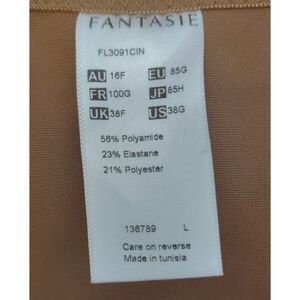 FANTASIE
FL3091CIN
AU 16F EU 85G
FR 100G JP 85H
UK 38F US 38G
56% Polyamide
23% Elastane
21% Polyester
136789 L
Care on reverse
Made in tunisia